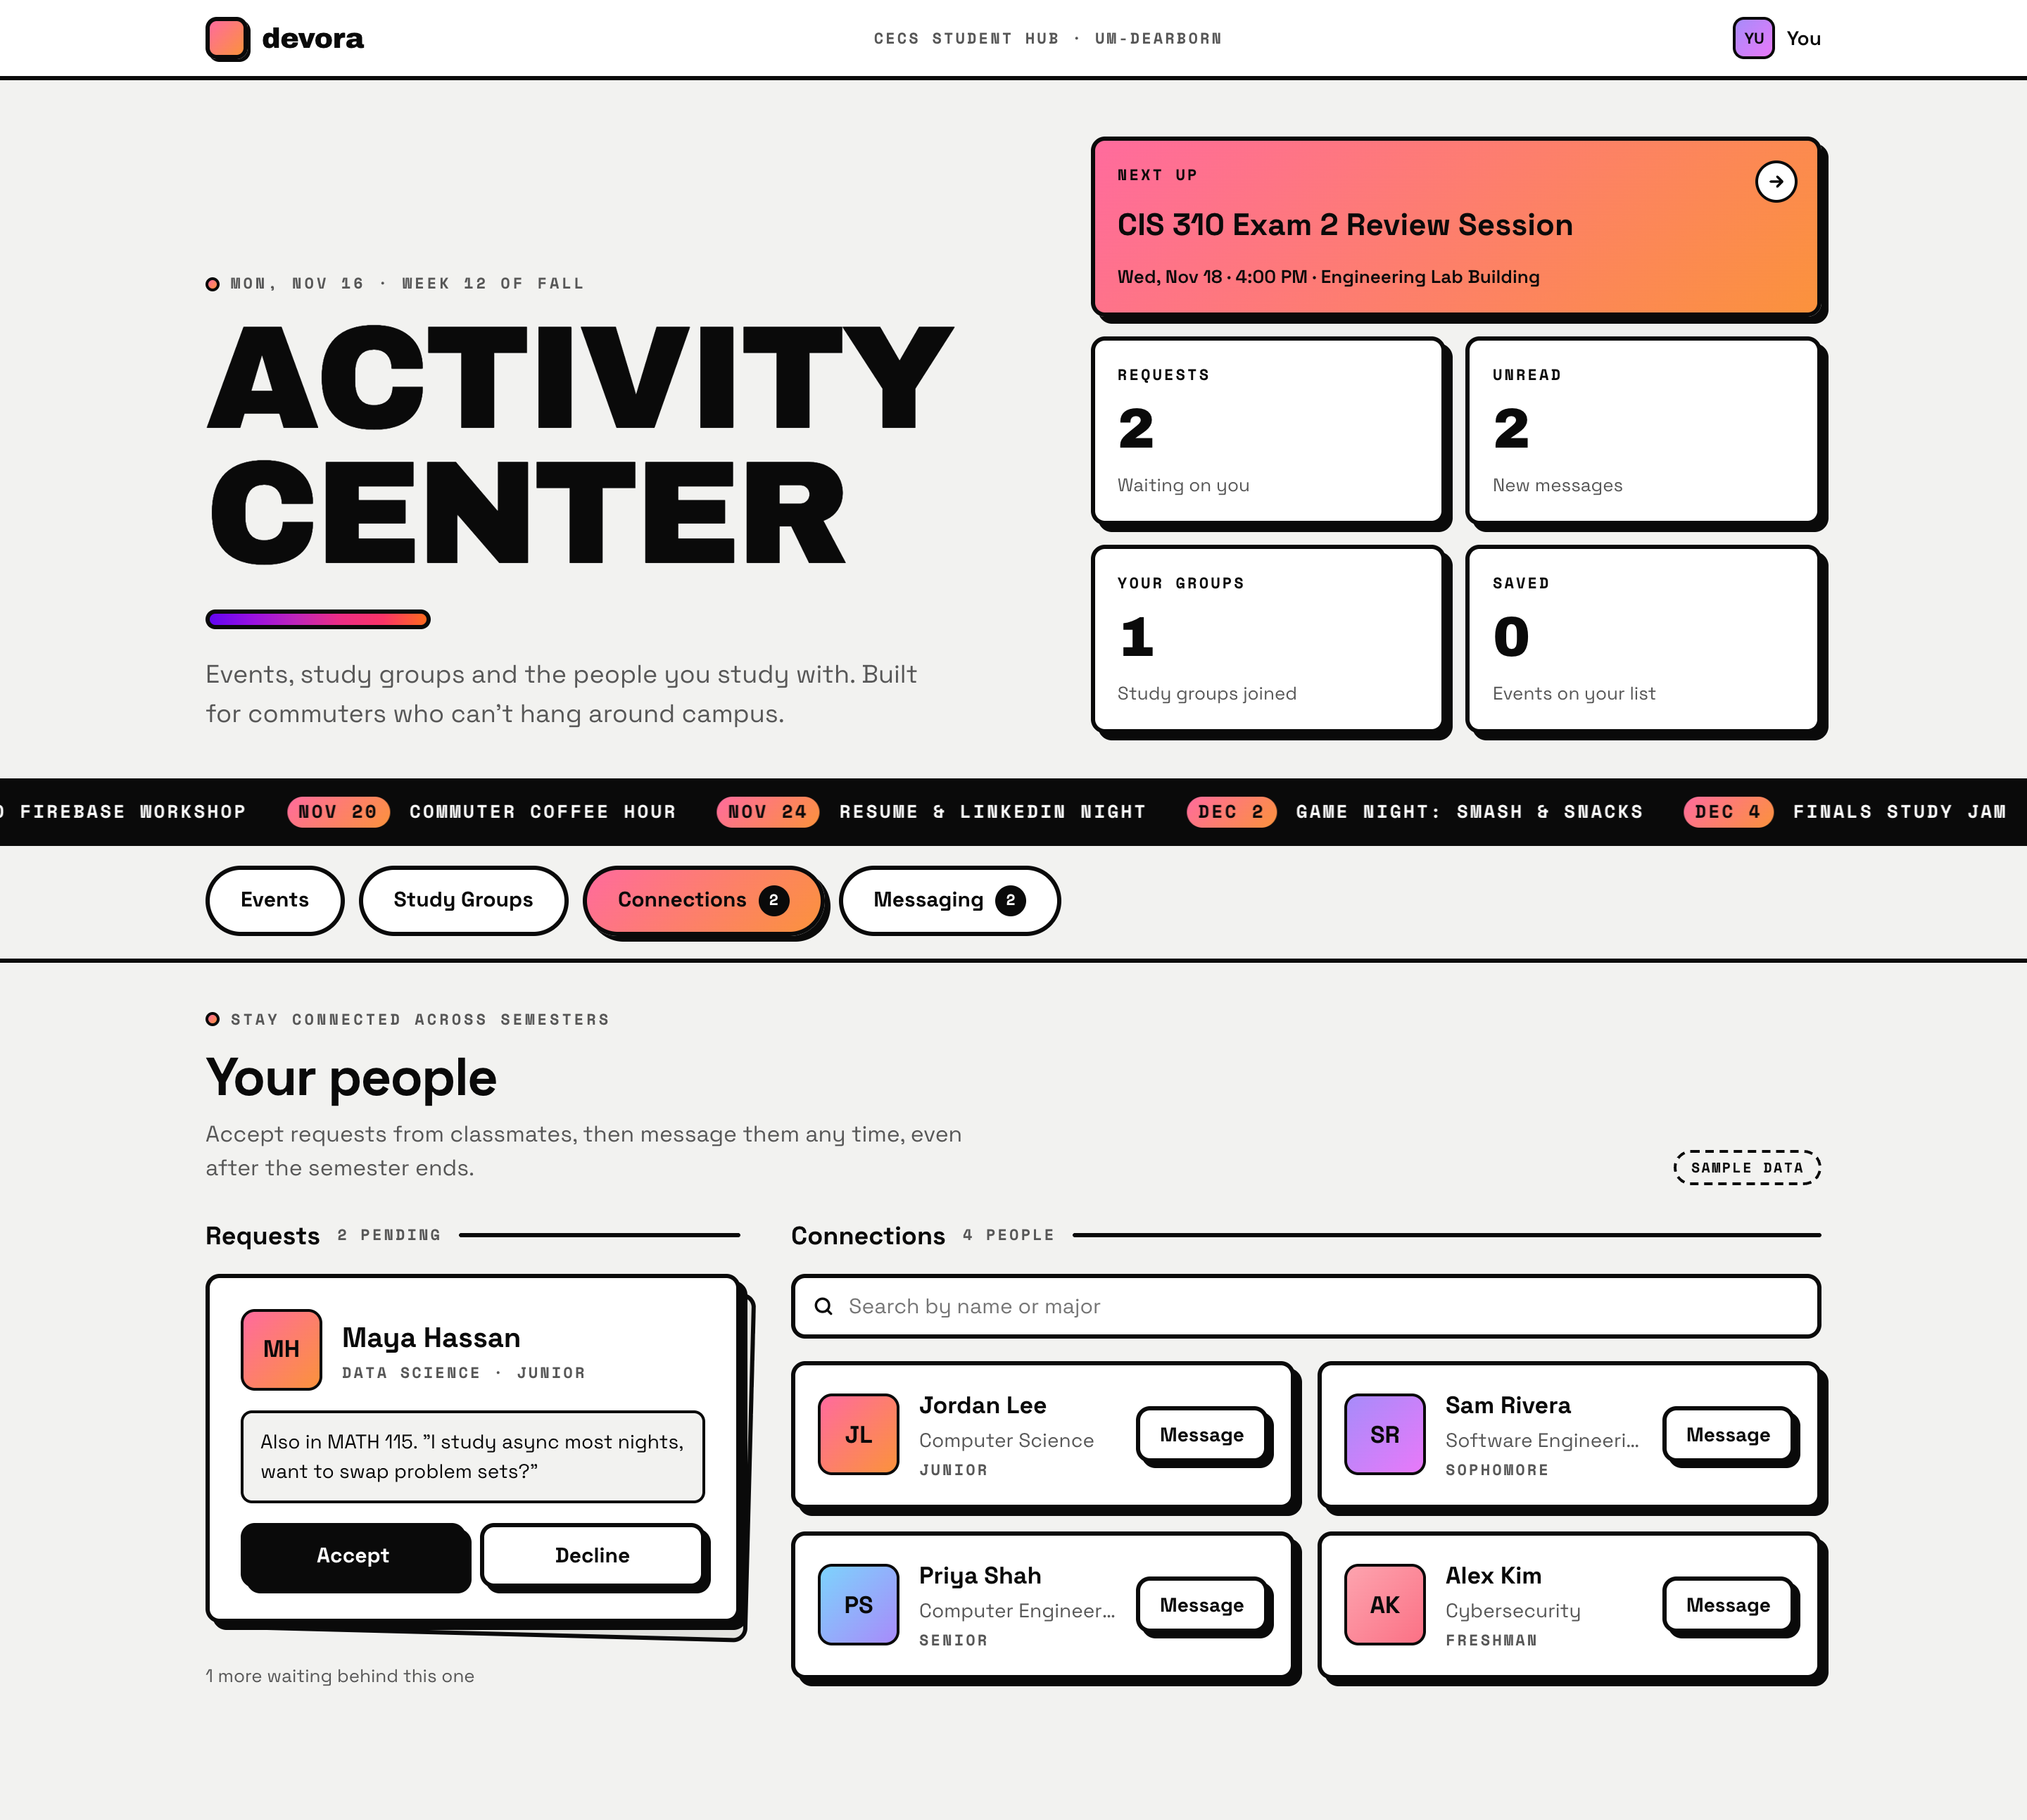 devora
CECS STUDENT HUB · UM-DEARBORN
YU
You
MON, NOV 16 · WEEK 12 OF FALL
ACTIVITY
CENTER
Events, study groups and the people you study with. Built
for commuters who can’t hang around campus.
NEXT UP
CIS 310 Exam 2 Review Session
Wed, Nov 18 · 4:00 PM · Engineering Lab Building
REQUESTS
2
Waiting on you
UNREAD
2
New messages
YOUR GROUPS
1
Study groups joined
SAVED
0
Events on your list
FIREBASE WORKSHOP NOV 20 COMMUTER COFFEE HOUR NOV 24 RESUME & LINKEDIN NIGHT DEC 2 GAME NIGHT: SMASH & SNACKS DEC 4 FINALS STUDY JAM
Events
Study Groups
Connections 2
Messaging 2
STAY CONNECTED ACROSS SEMESTERS
Your people
Accept requests from classmates, then message them any time, even
after the semester ends.
SAMPLE DATA
Requests 2 PENDING
MH
Maya Hassan
DATA SCIENCE · JUNIOR
Also in MATH 115. ”I study async most nights,
want to swap problem sets?”
Accept
Decline
1 more waiting behind this one
Connections 4 PEOPLE
Search by name or major
JL
Jordan Lee
Computer Science
JUNIOR
Message
SR
Sam Rivera
Software Engineeri...
SOPHOMORE
Message
PS
Priya Shah
Computer Engineer...
SENIOR
Message
AK
Alex Kim
Cybersecurity
FRESHMAN
Message